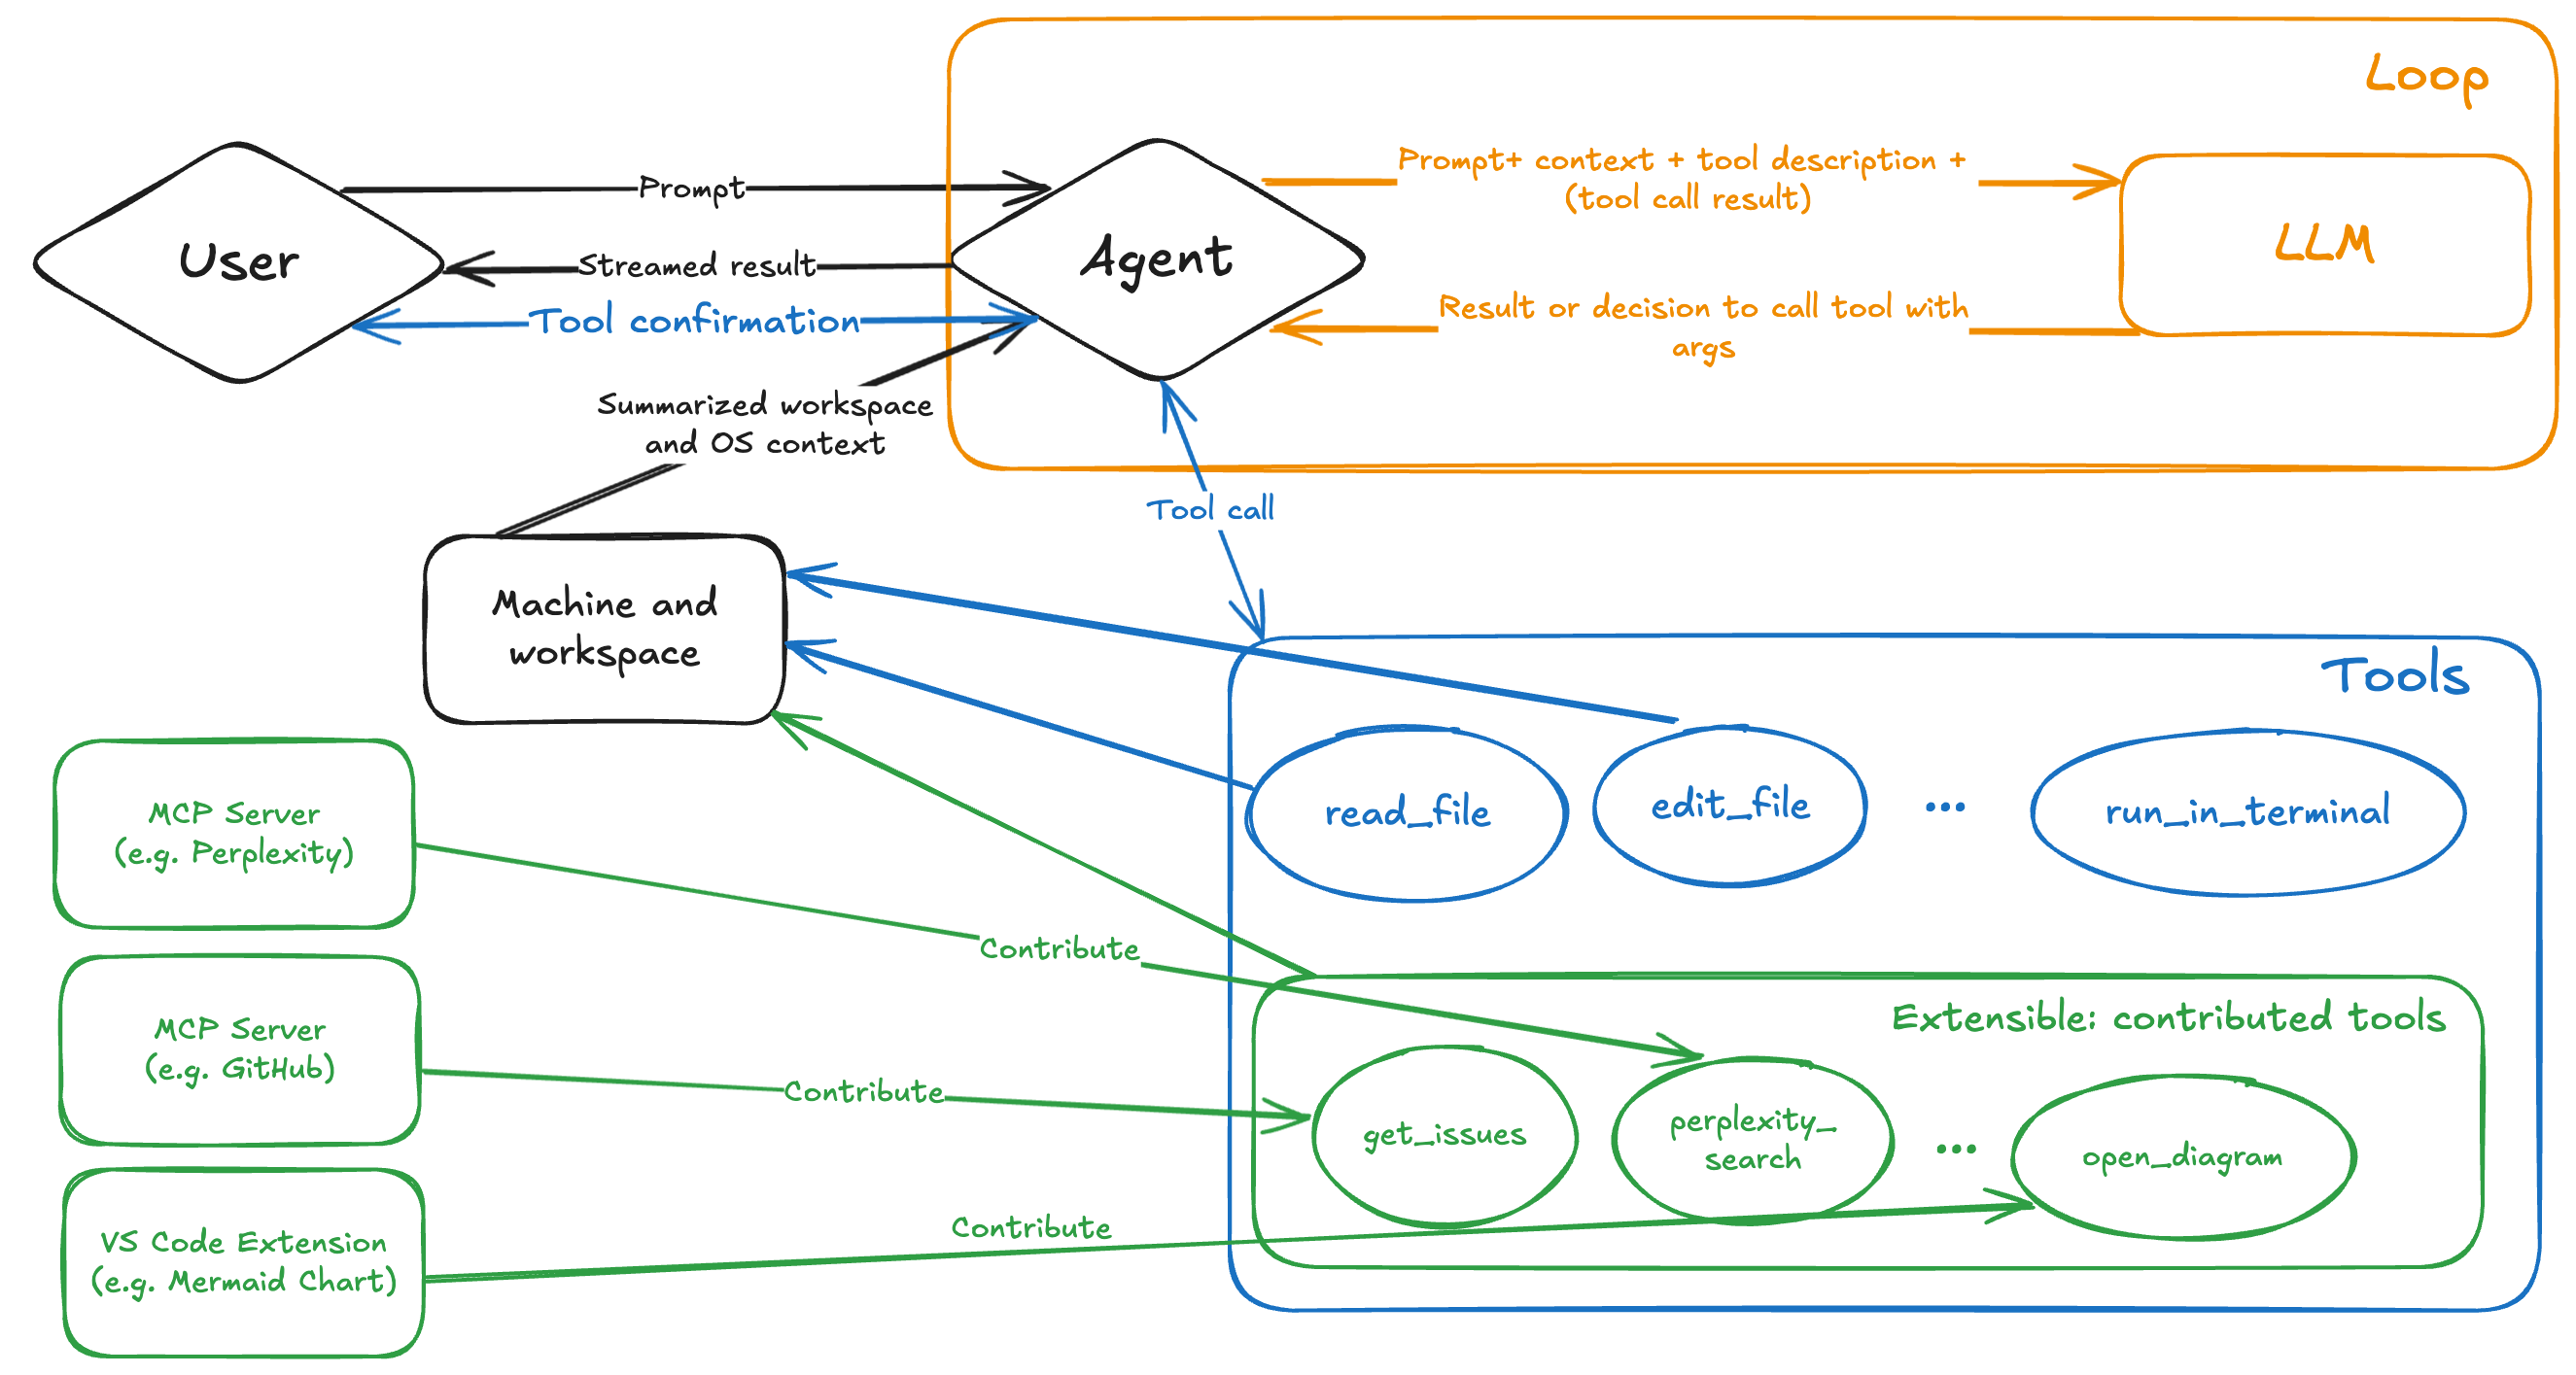 Loop
Prompt+ context + tool description +
(tool call result)
Prompt
User
Agent
LLM
Streamed result
Tool confirmation
Result or decision to call tool with
args
Summarized workspace
and OS context
Tool call
Machine and
workspace
Tools
read_file
edit_file
...
run_in_terminal
MCP Server
(e.g. Perplexity)
Contribute
Extensible: contributed tools
MCP Server
(e.g. GitHub)
Contribute
get_issues
perplexity_
search
...
open_diagram
VS Code Extension
(e.g. Mermaid Chart)
Contribute